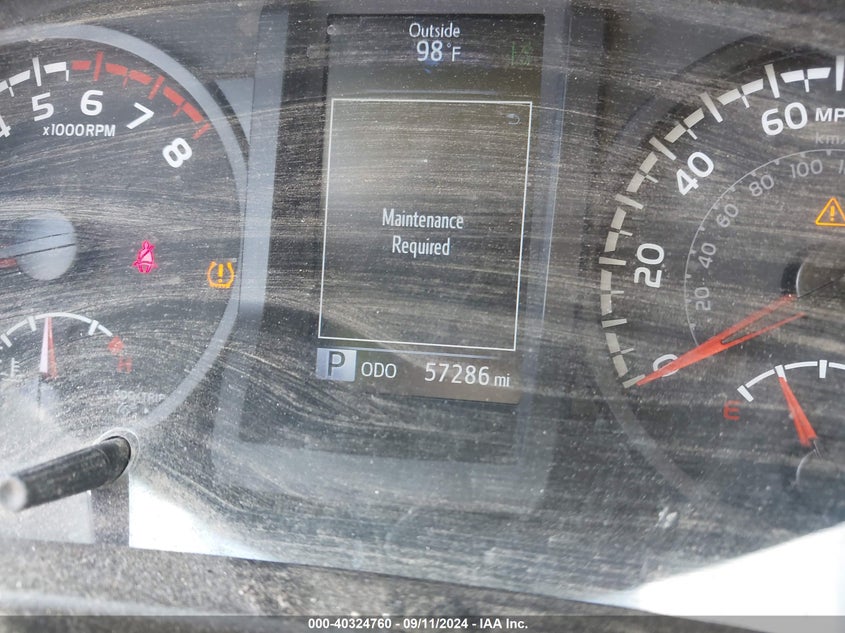 Outside
98°F
5
6
7
8
x1000RPM
Maintenance
Required
P ODO 57286 mi
0
20
40
60
MP
20
40
60
80
100
H
E
000-40324760 - 09/11/2024 - IAA Inc.